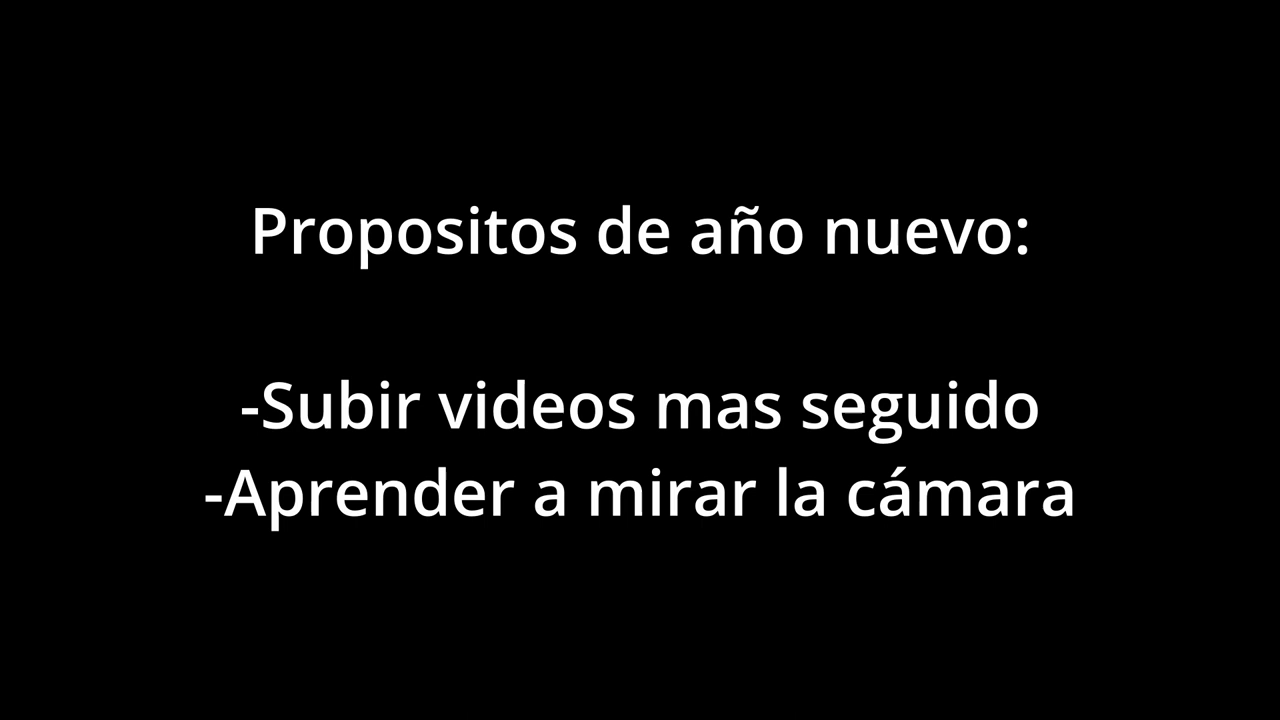 Propositos de año nuevo:
-Subir videos mas seguido
-Aprender a mirar la cámara